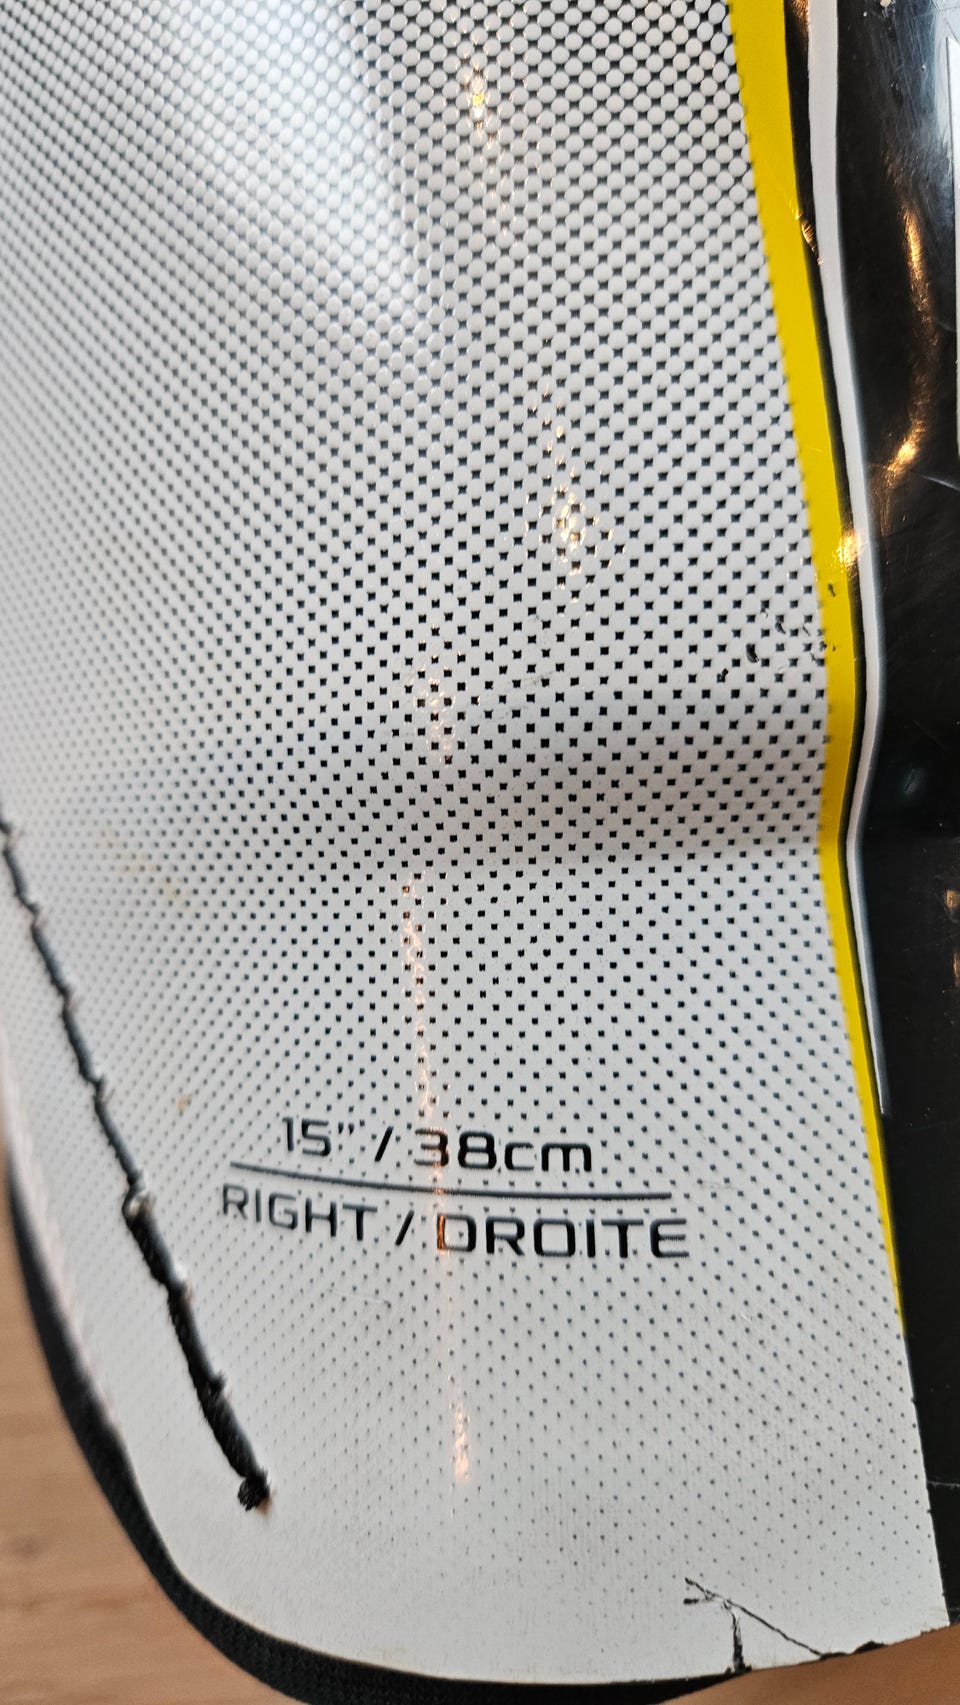 15" / 38cm
RIGHT / DROITE